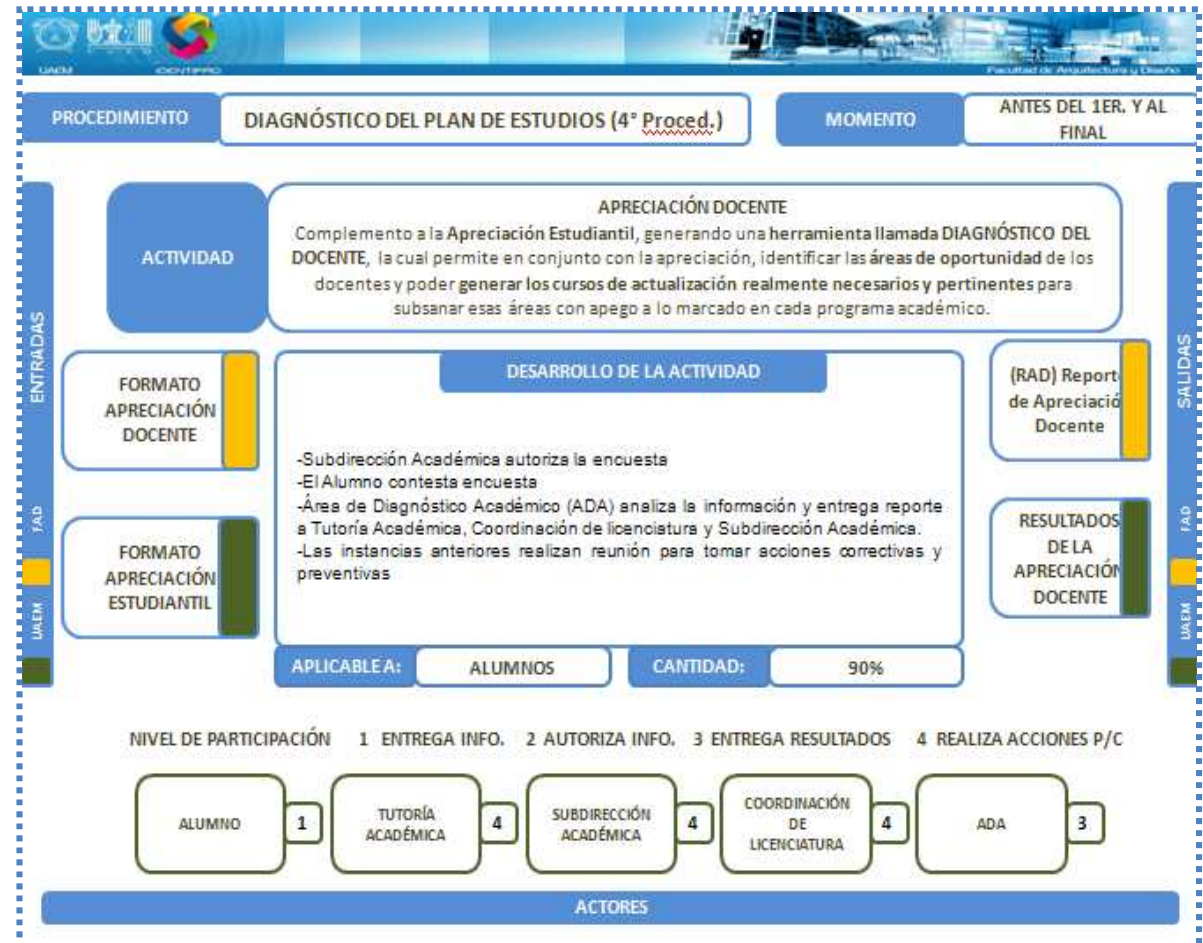 UAEM
IDENTIFAD
Facultad de Arquitectura y Diseño
PROCEDIMIENTO
DIAGNÓSTICO DEL PLAN DE ESTUDIOS (4° Proced.)
MOMENTO
ANTES DEL 1ER. Y AL
FINAL
ENTRADAS
FAD
UAEM
ACTIVIDAD
APRECIACIÓN DOCENTE
Complemento a la Apreciación Estudiantil, generando una herramienta llamada DIAGNÓSTICO DEL
DOCENTE, la cual permite en conjunto con la apreciación, identificar las áreas de oportunidad de los
docentes y poder generar los cursos de actualización realmente necesarios y pertinentes para
subsanar esas áreas con apego a lo marcado en cada programa académico.
FORMATO
APRECIACIÓN
DOCENTE
FORMATO
APRECIACIÓN
ESTUDIANTIL
DESARROLLO DE LA ACTIVIDAD
-Subdirección Académica autoriza la encuesta
-El Alumno contesta encuesta
-Área de Diagnóstico Académico (ADA) analiza la información y entrega reporte
a Tutoría Académica, Coordinación de licenciatura y Subdirección Académica.
-Las instancias anteriores realizan reunión para tomar acciones correctivas y
preventivas
APLICABLE A:
ALUMNOS
CANTIDAD:
90%
(RAD) Report
de Apreciació
Docente
RESULTADOS
DE LA
APRECIACIÓN
DOCENTE
SALIDAS
FAD
UAEM
NIVEL DE PARTICIPACIÓN 1 ENTREGA INFO. 2 AUTORIZA INFO. 3 ENTREGA RESULTADOS 4 REALIZA ACCIONES P/C
ALUMNO
1
TUTORÍA
ACADÉMICA
4
SUBDIRECCIÓN
ACADÉMICA
4
COORDINACIÓN
DE
LICENCIATURA
4
ADA
3
ACTORES